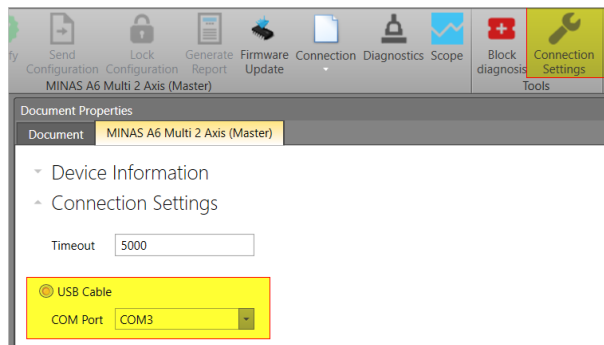 fy Send Lock Generate Firmware Connection Diagnostics Scope Block Connection
Configuration Configuration Report Update diagnosis Settings
MINAS A6 Multi 2 Axis (Master) Tools
Document Properties
Document MINAS A6 Multi 2 Axis (Master)
Device Information
Connection Settings
Timeout 5000
USB Cable
COM Port COM3